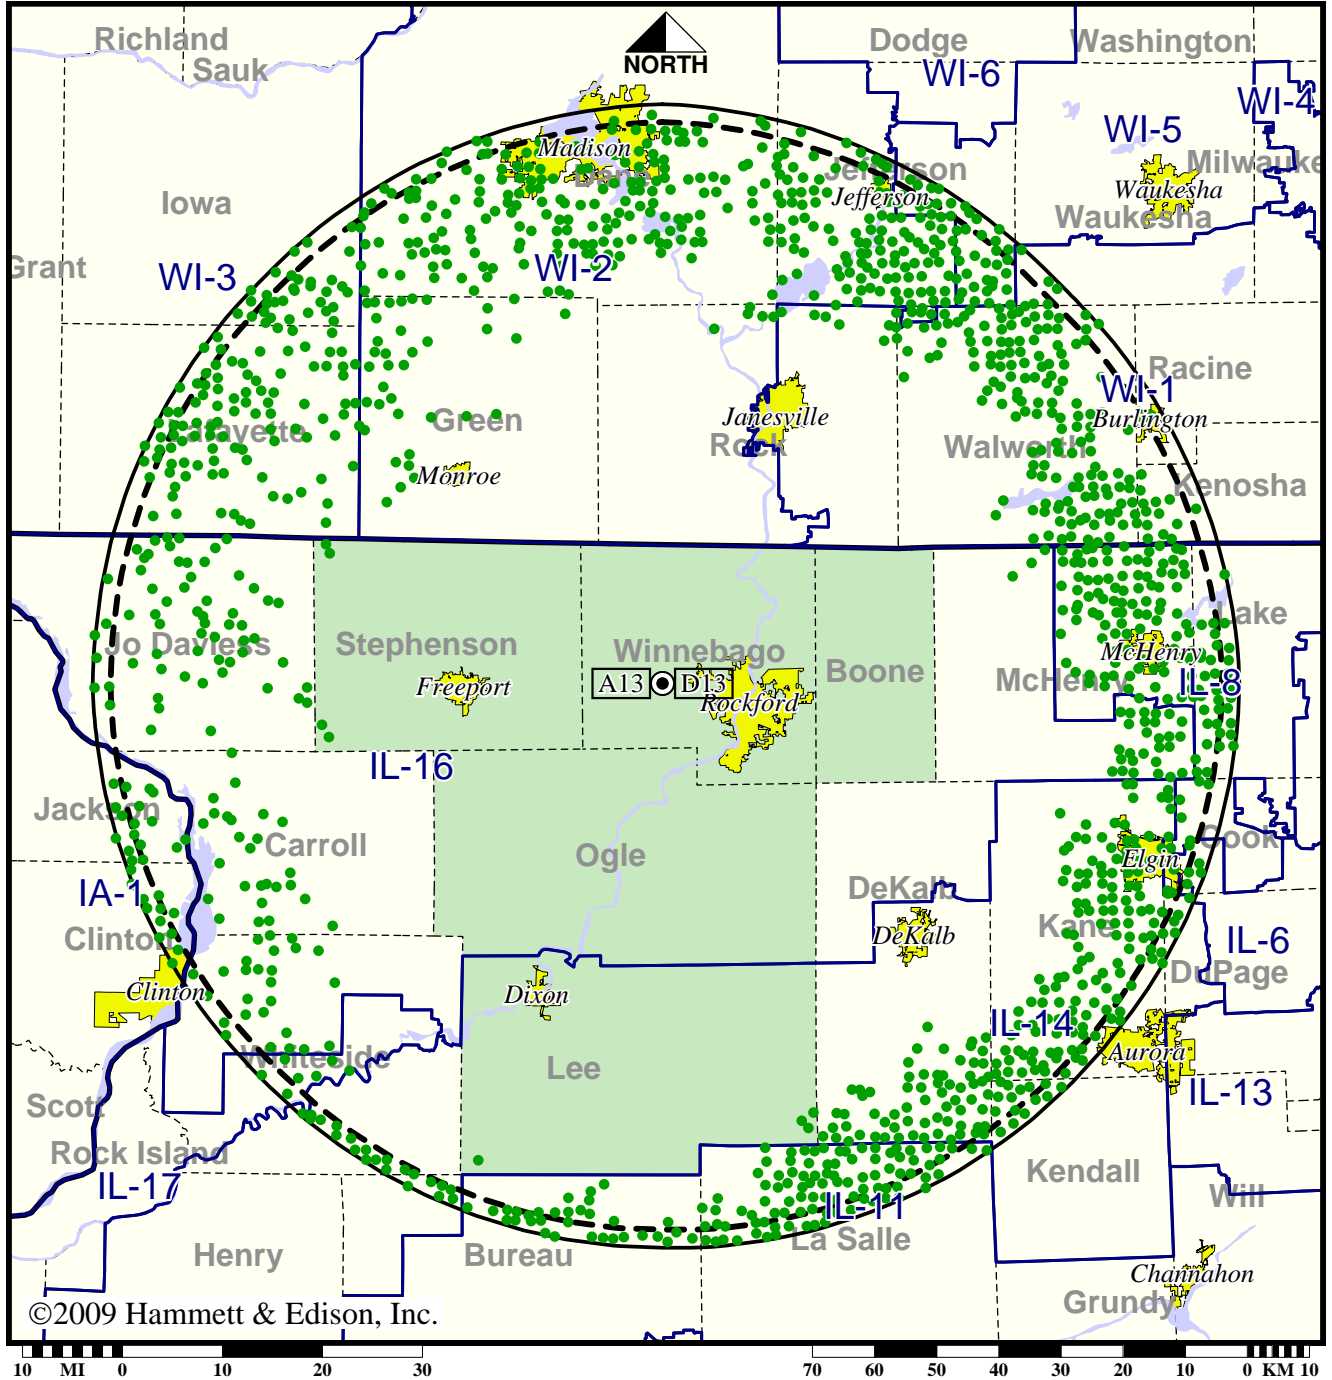 Richland
Sauk
NORTH
Dodge
WI-6
Washington
WI-4
WI-5
Milwauke
Waukesha
Waukesha
Madison
Dane
Jefferson
Jefferson
Iowa
Grant
WI-3
WI-2
Racine
WI-1
Burlington
Janesville
Rock
Green
Lafayette
Walworth
Monroe
Kenosha
Lake
Jo Daviess
Stephenson
Winnebago
Boone
McHenry
McHenry
IL-8
Freeport
A13
D13
Rockford
IL-16
Jackson
Carroll
Ogle
Cook
Elgin
IA-1
DeKalb
Kane
Clinton
DeKalb
IL-6
DuPage
Clinton
Dixon
IL-14
Aurora
Whiteside
Lee
IL-13
Scott
Rock Island
IL-17
Kendall
Will
IL-11
La Salle
Henry
Bureau
Channahon
Grundy
©2009 Hammett & Edison, Inc.
10 MI 0 10 20 30
70 60 50 40 30 20 10 0 KM 10